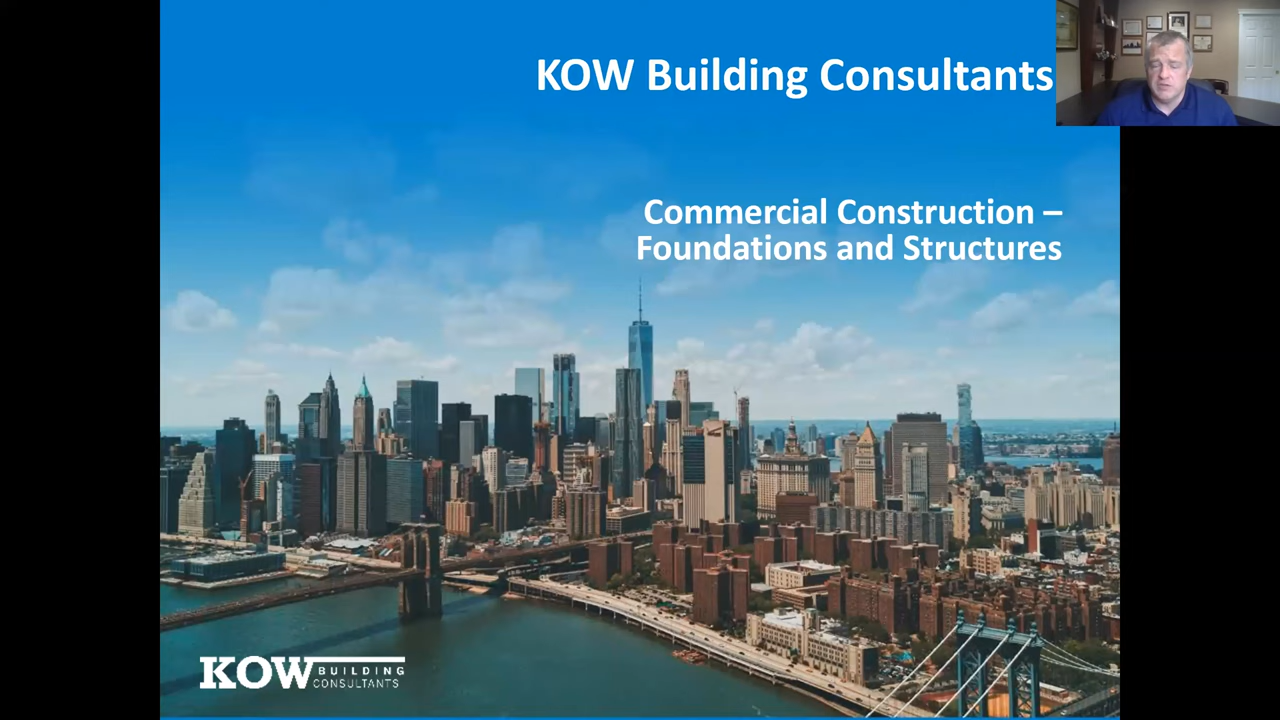 KOW Building Consultants
Commercial Construction –
Foundations and Structures
KOW BUILDING
CONSULTANTS